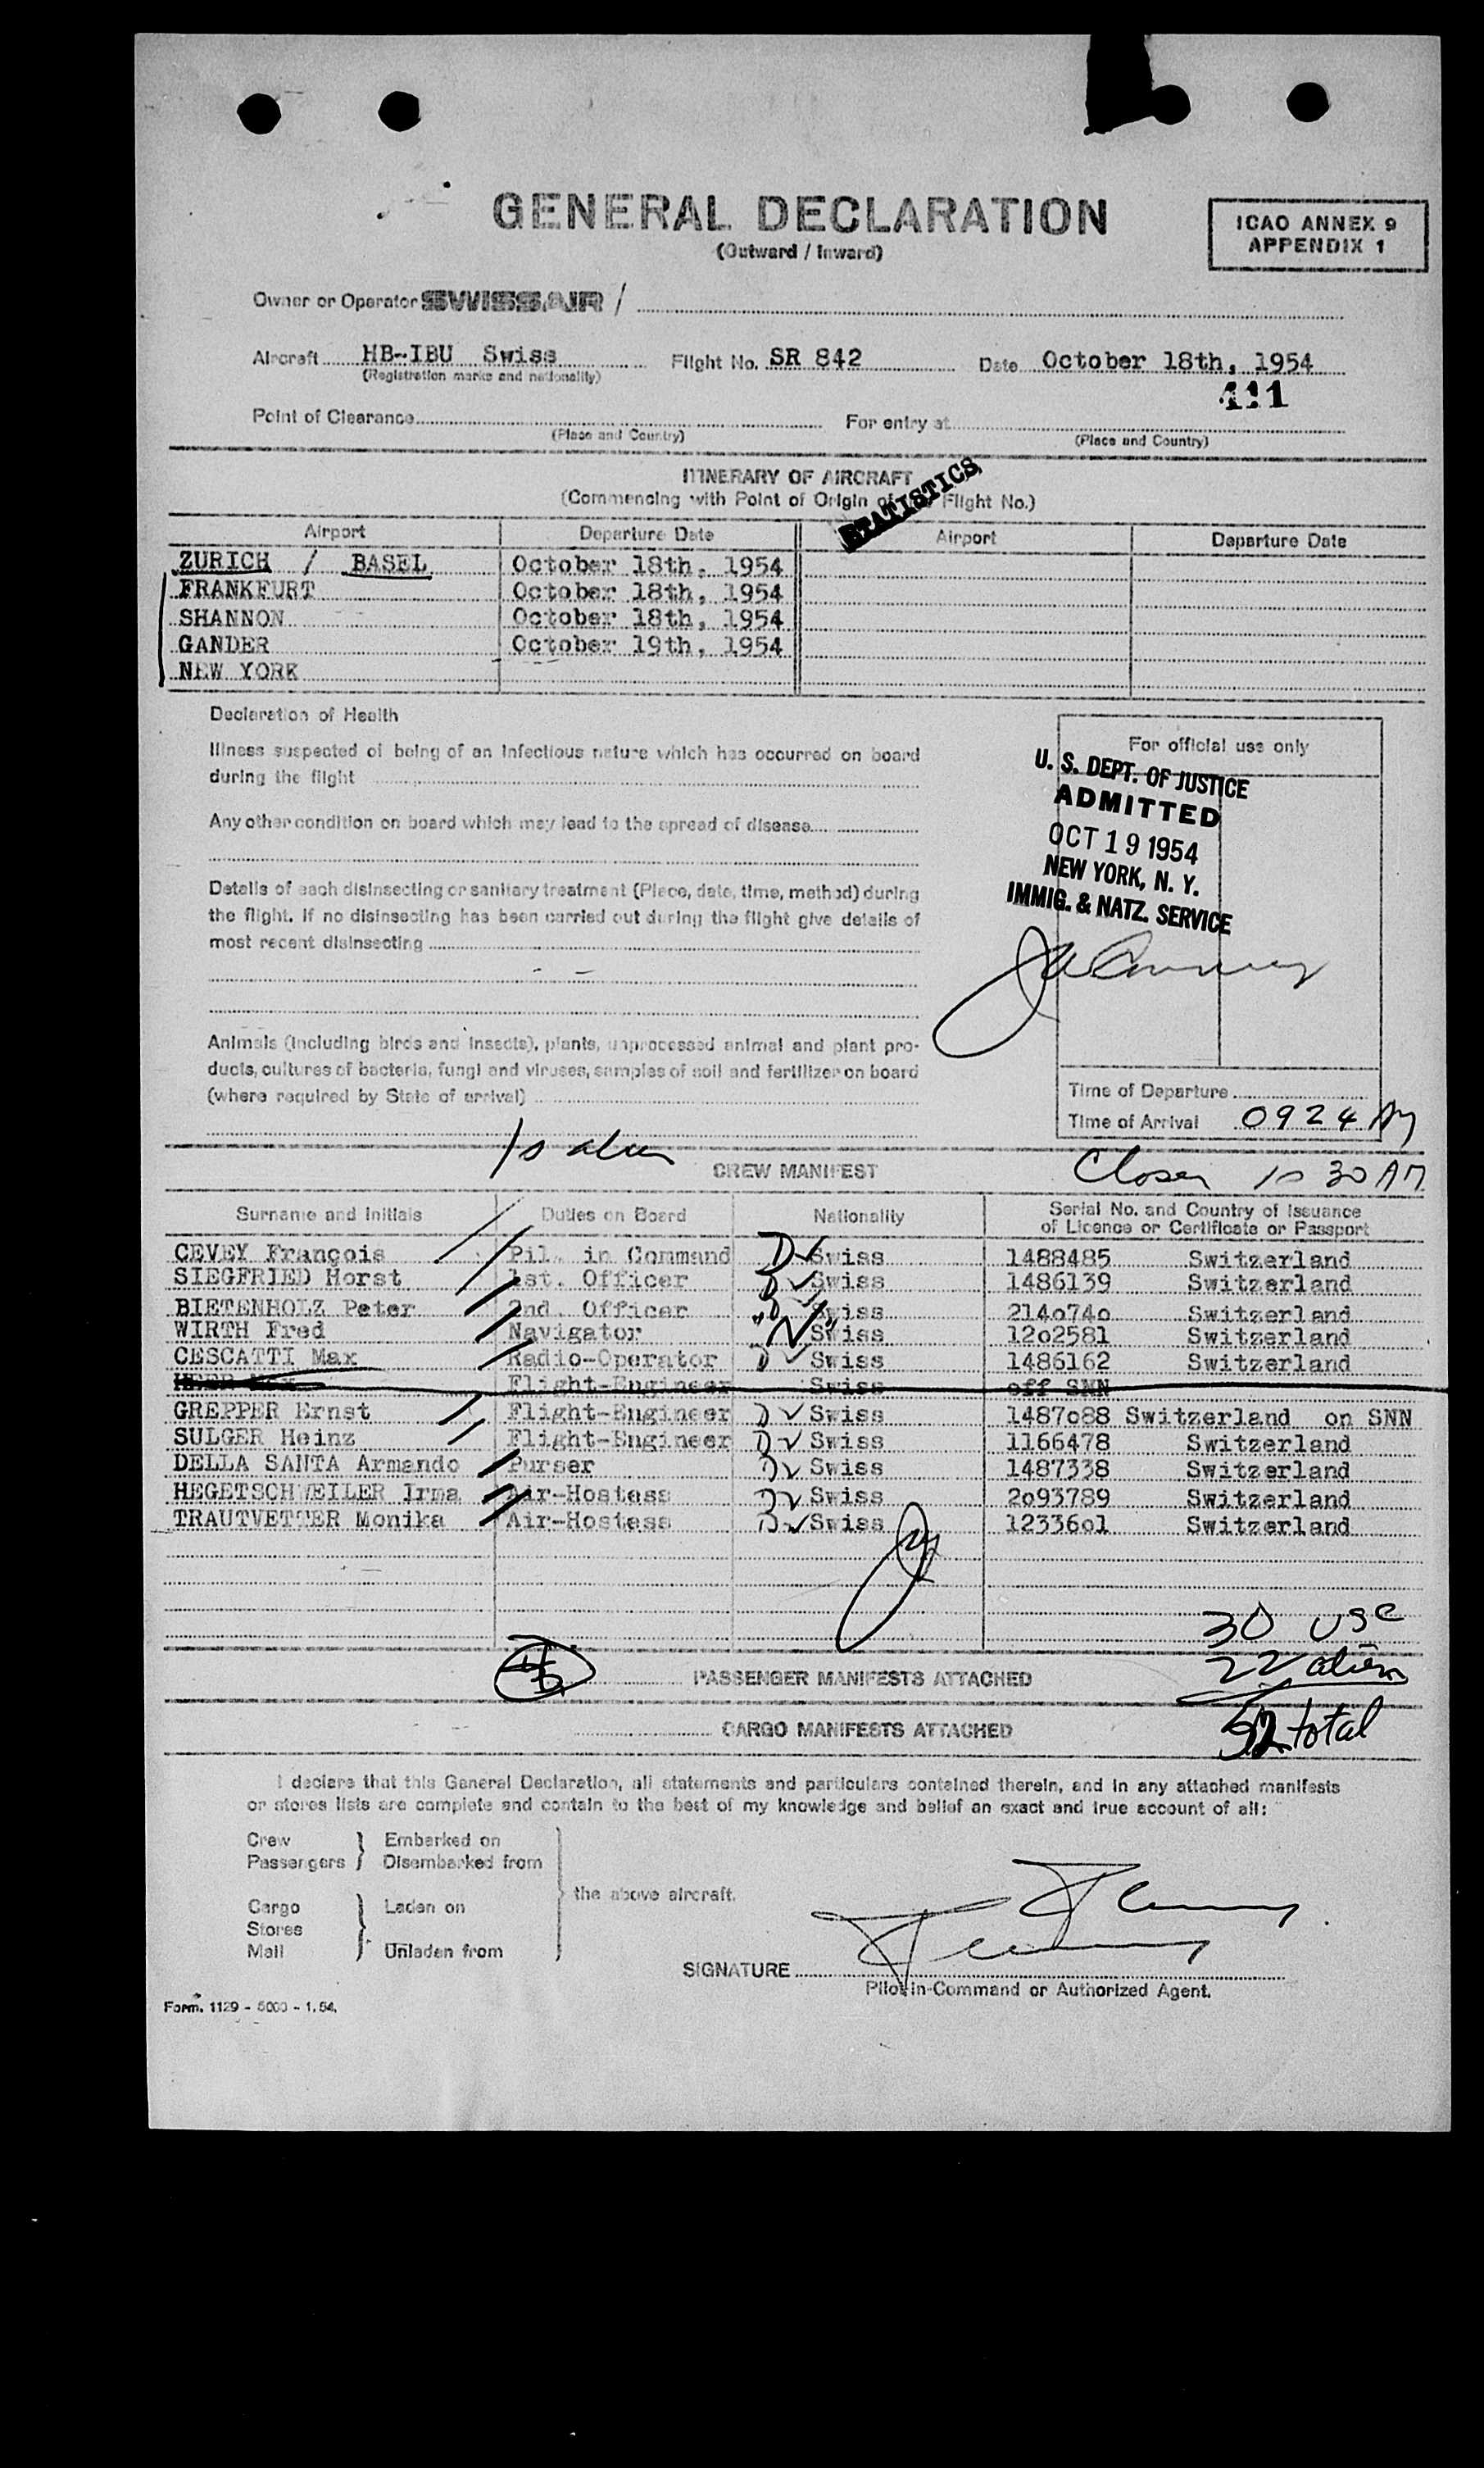 GENERAL DECLARATION
(Outward / Inward)
ICAO ANNEX 9
APPENDIX 1
Owner or Operator SWISSAIR /
Aircraft HB-IBU Swiss Flight No. SR 842 Date October 18th, 1954
(Registration marks and nationality)
411
Point of Clearance For entry at
(Place and Country) (Place and Country)
ITINERARY OF AIRCRAFT
(Commencing with Point of Origin of Flight No.)
STATISTICS
Airport Departure Date Airport Departure Date
ZURICH / BASEL October 18th, 1954
FRANKFURT October 18th, 1954
SHANNON October 18th, 1954
GANDER October 19th, 1954
NEW YORK
Declaration of Health
Illness suspected of being of an infectious nature which has occurred on board
during the flight
Any other condition on board which may lead to the spread of disease
Details of each disinsecting or sanitary treatment (Place, date, time, method) during
the flight. If no disinsecting has been carried out during the flight give details of
most recent disinsecting
Animals (including birds and insects), plants, unprocessed animal and plant pro-
ducts, cultures of bacteria, fungi and viruses, samples of soil and fertilizer on board
(where required by State of arrival)
For official use only
U. S. DEPT. OF JUSTICE
ADMITTED
OCT 19 1954
NEW YORK, N. Y.
IMMIG. & NATZ. SERVICE
Time of Departure
Time of Arrival 0924 AM
10 alien
CREW MANIFEST
Closer 10 30 AM
Surname and Initials Duties on Board Nationality Serial No. and Country of Issuance
of Licence or Certificate or Passport
CEVEY François Pil. in Command D Swiss 1488485 Switzerland
SIEGFRIED Horst 1st. Officer D Swiss 1486139 Switzerland
BIETENHOLZ Peter 2nd. Officer "D Swiss 214o74o Switzerland
WIRTH Fred Navigator N" Swiss 12o2581 Switzerland
CESCATTI Max Radio-Operator D Swiss 1486162 Switzerland
Flight-Engineer Swiss off SNN
GREPPER Ernst Flight-Engineer D Swiss 1487o88 Switzerland on SNN
SULGER Heinz Flight-Engineer D Swiss 1166478 Switzerland
DELLA SANTA Armando Purser D Swiss 1487338 Switzerland
HEGETSCHWEILER Irma Air-Hostess D Swiss 2o93789 Switzerland
TRAUTVETTER Monika Air-Hostess D Swiss 12336o1 Switzerland
30 USC
22 alien
PASSENGER MANIFESTS ATTACHED
52 total
CARGO MANIFESTS ATTACHED
I declare that this General Declaration, all statements and particulars contained therein, and in any attached manifests
or stores lists are complete and contain to the best of my knowledge and belief an exact and true account of all:
Crew Embarked on
Passengers Disembarked from
the above aircraft.
Cargo Laden on
Stores
Mail Unladen from
SIGNATURE
Pilot-in-Command or Authorized Agent.
Form. 1129 - 5000 - 1.54.